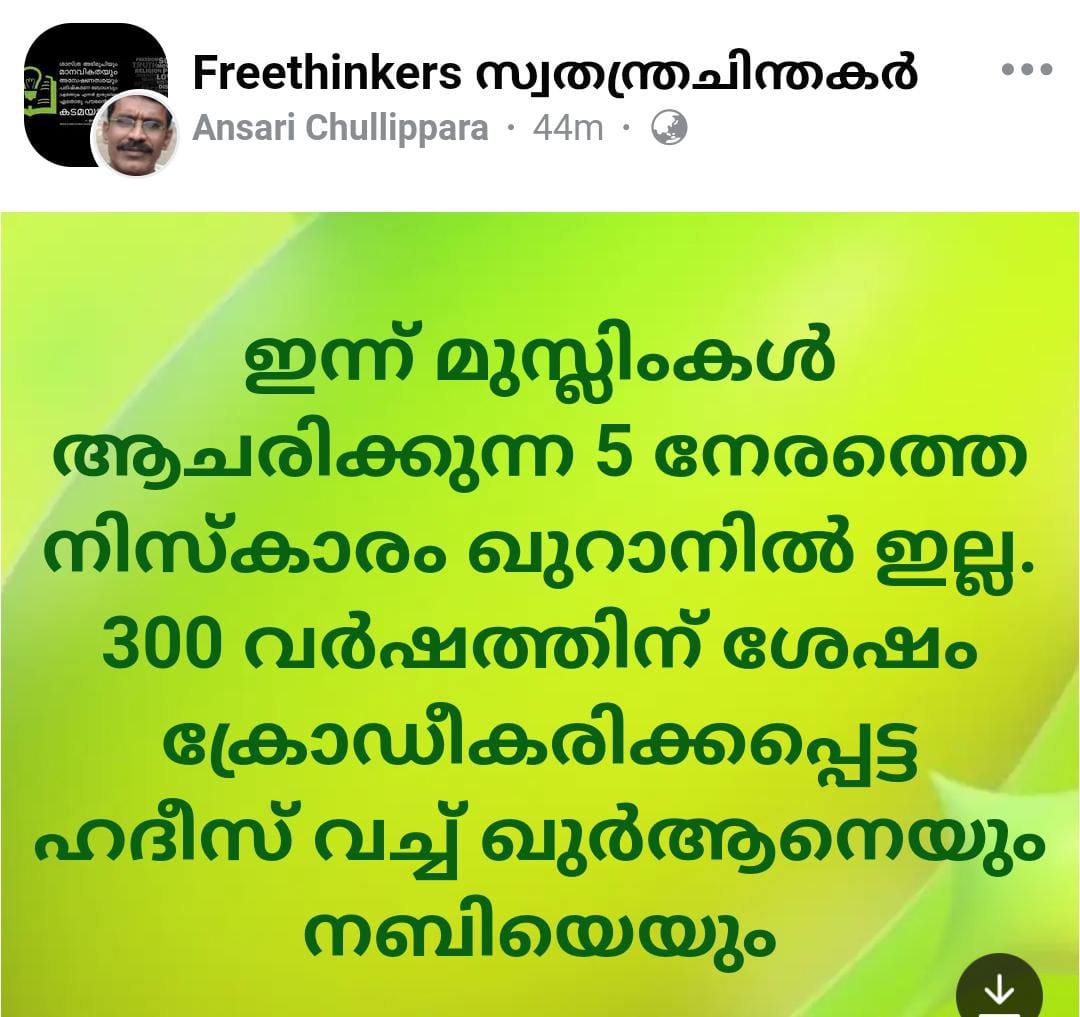 Freethinkers സ്വതന്ത്രചിന്തകർ
Ansari Chullippara · 44m ·
ഇന്ന് മുസ്ലിംകൾ
ആചരിക്കുന്ന 5 നേരത്തെ
നിസ്കാരം ഖുറാനിൽ ഇല്ല.
300 വർഷത്തിന് ശേഷം
ക്രോഡീകരിക്കപ്പെട്ട
ഹദീസ് വച്ച് ഖുർആനെയും
നബിയെയും